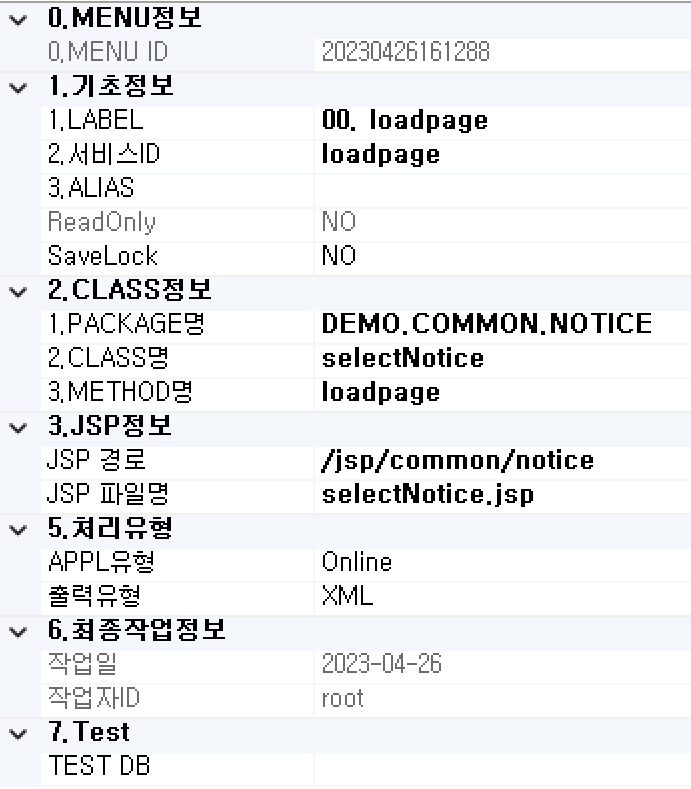 0.MENU정보
0.MENU ID 20230426161288
1.기초정보
1.LABEL 00. loadpage
2.서비스ID loadpage
3.ALIAS
ReadOnly NO
SaveLock NO
2.CLASS정보
1.PACKAGE명 DEMO.COMMON.NOTICE
2.CLASS명 selectNotice
3.METHOD명 loadpage
3.JSP정보
JSP 경로 /jsp/common/notice
JSP 파일명 selectNotice.jsp
5.처리유형
APPL유형 Online
출력유형 XML
6.최종작업정보
작업일 2023-04-26
작업자ID root
7.Test
TEST DB